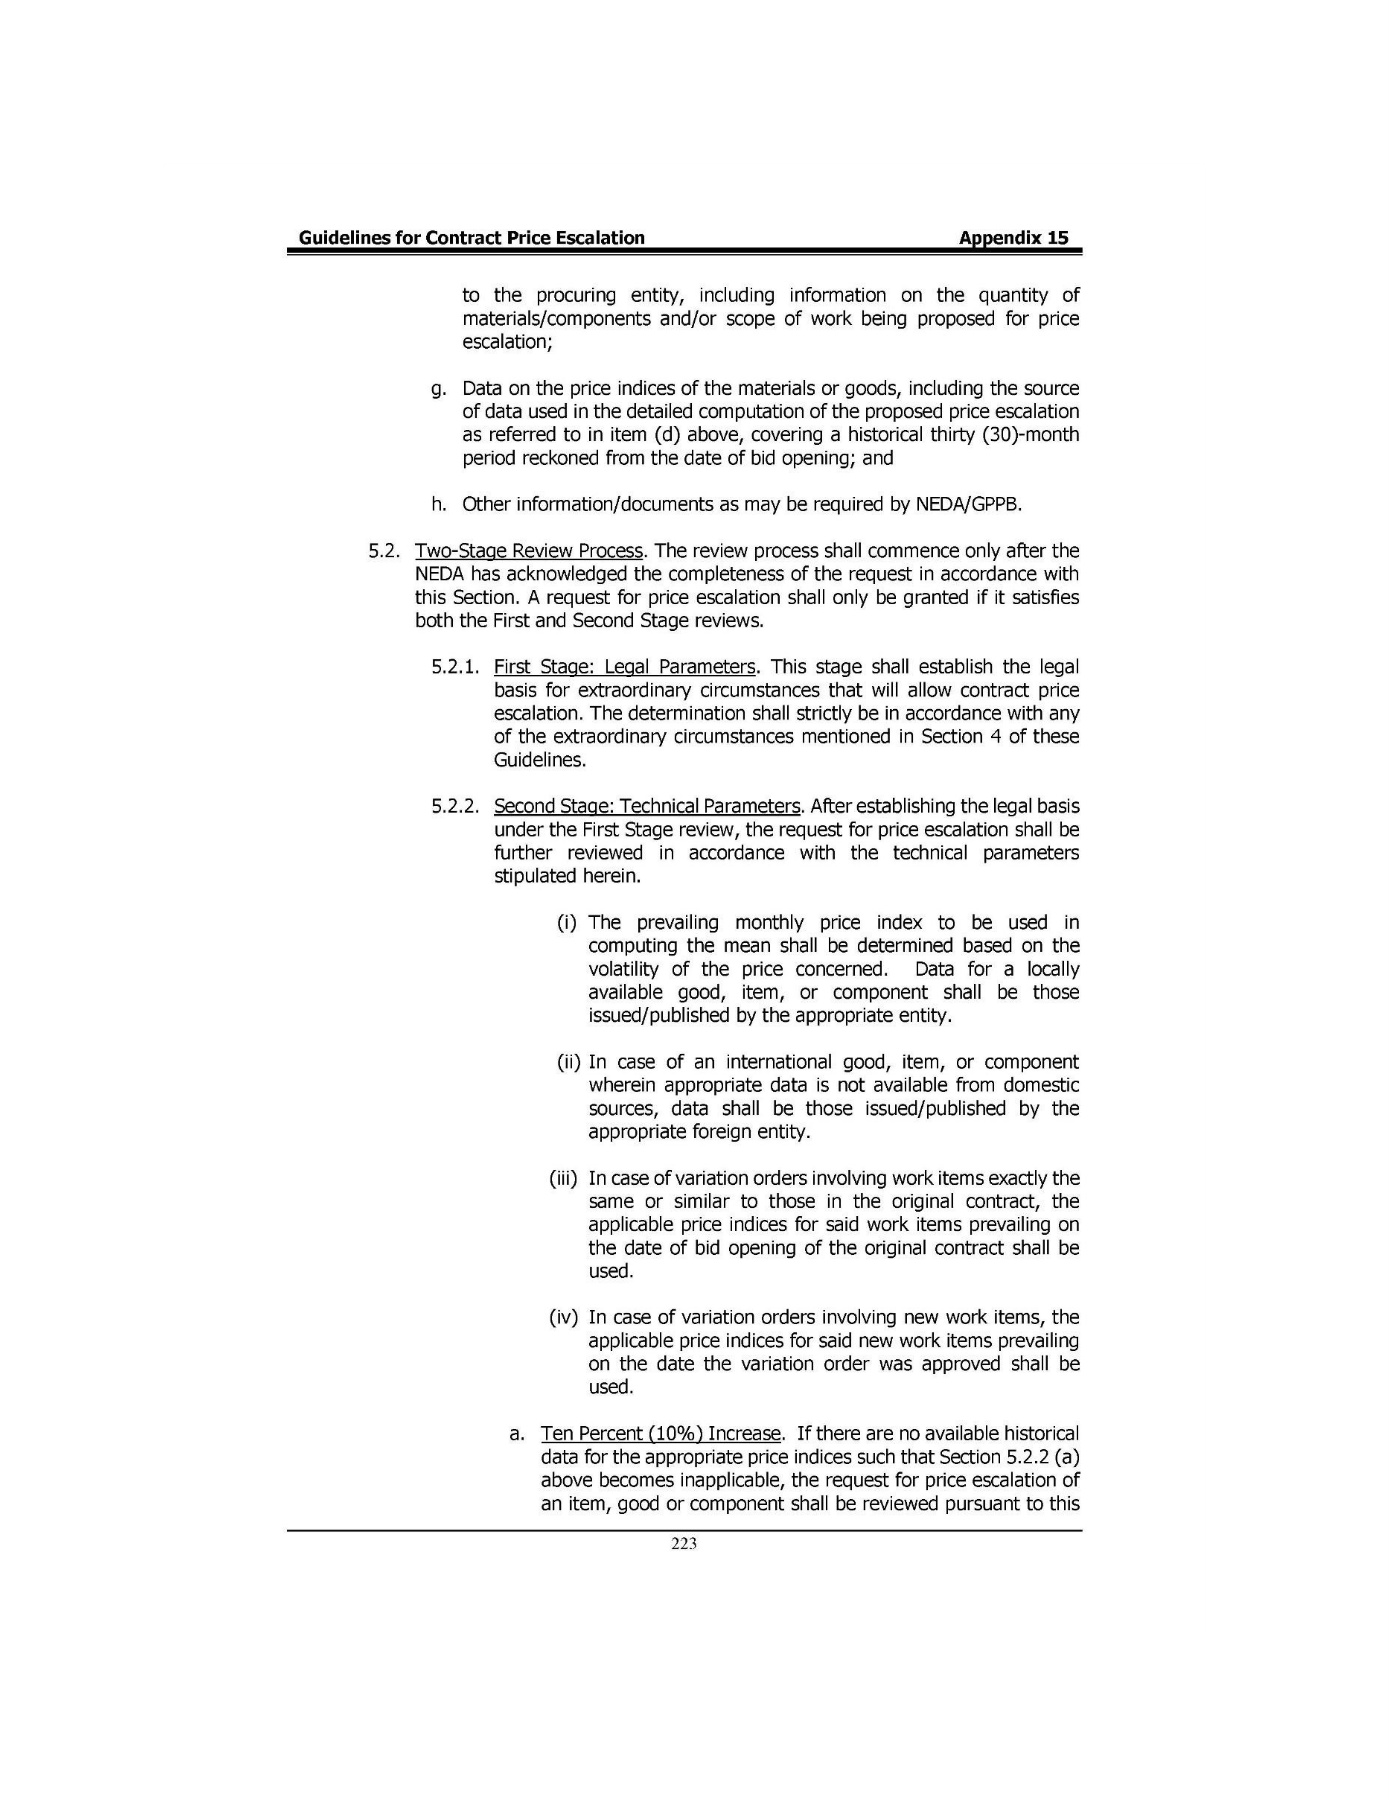 Guidelines for Contract Price Escalation Appendix 15
to the procuring entity, including information on the quantity of
materials/components and/or scope of work being proposed for price
escalation;
g. Data on the price indices of the materials or goods, including the source
of data used in the detailed computation of the proposed price escalation
as referred to in item (d) above, covering a historical thirty (30)-month
period reckoned from the date of bid opening; and
h. Other information/documents as may be required by NEDA/GPPB.
5.2. Two-Stage Review Process. The review process shall commence only after the
NEDA has acknowledged the completeness of the request in accordance with
this Section. A request for price escalation shall only be granted if it satisfies
both the First and Second Stage reviews.
5.2.1. First Stage: Legal Parameters. This stage shall establish the legal
basis for extraordinary circumstances that will allow contract price
escalation. The determination shall strictly be in accordance with any
of the extraordinary circumstances mentioned in Section 4 of these
Guidelines.
5.2.2. Second Stage: Technical Parameters. After establishing the legal basis
under the First Stage review, the request for price escalation shall be
further reviewed in accordance with the technical parameters
stipulated herein.
(i) The prevailing monthly price index to be used in
computing the mean shall be determined based on the
volatility of the price concerned. Data for a locally
available good, item, or component shall be those
issued/published by the appropriate entity.
(ii) In case of an international good, item, or component
wherein appropriate data is not available from domestic
sources, data shall be those issued/published by the
appropriate foreign entity.
(iii) In case of variation orders involving work items exactly the
same or similar to those in the original contract, the
applicable price indices for said work items prevailing on
the date of bid opening of the original contract shall be
used.
(iv) In case of variation orders involving new work items, the
applicable price indices for said new work items prevailing
on the date the variation order was approved shall be
used.
a. Ten Percent (10%) Increase. If there are no available historical
data for the appropriate price indices such that Section 5.2.2 (a)
above becomes inapplicable, the request for price escalation of
an item, good or component shall be reviewed pursuant to this
223